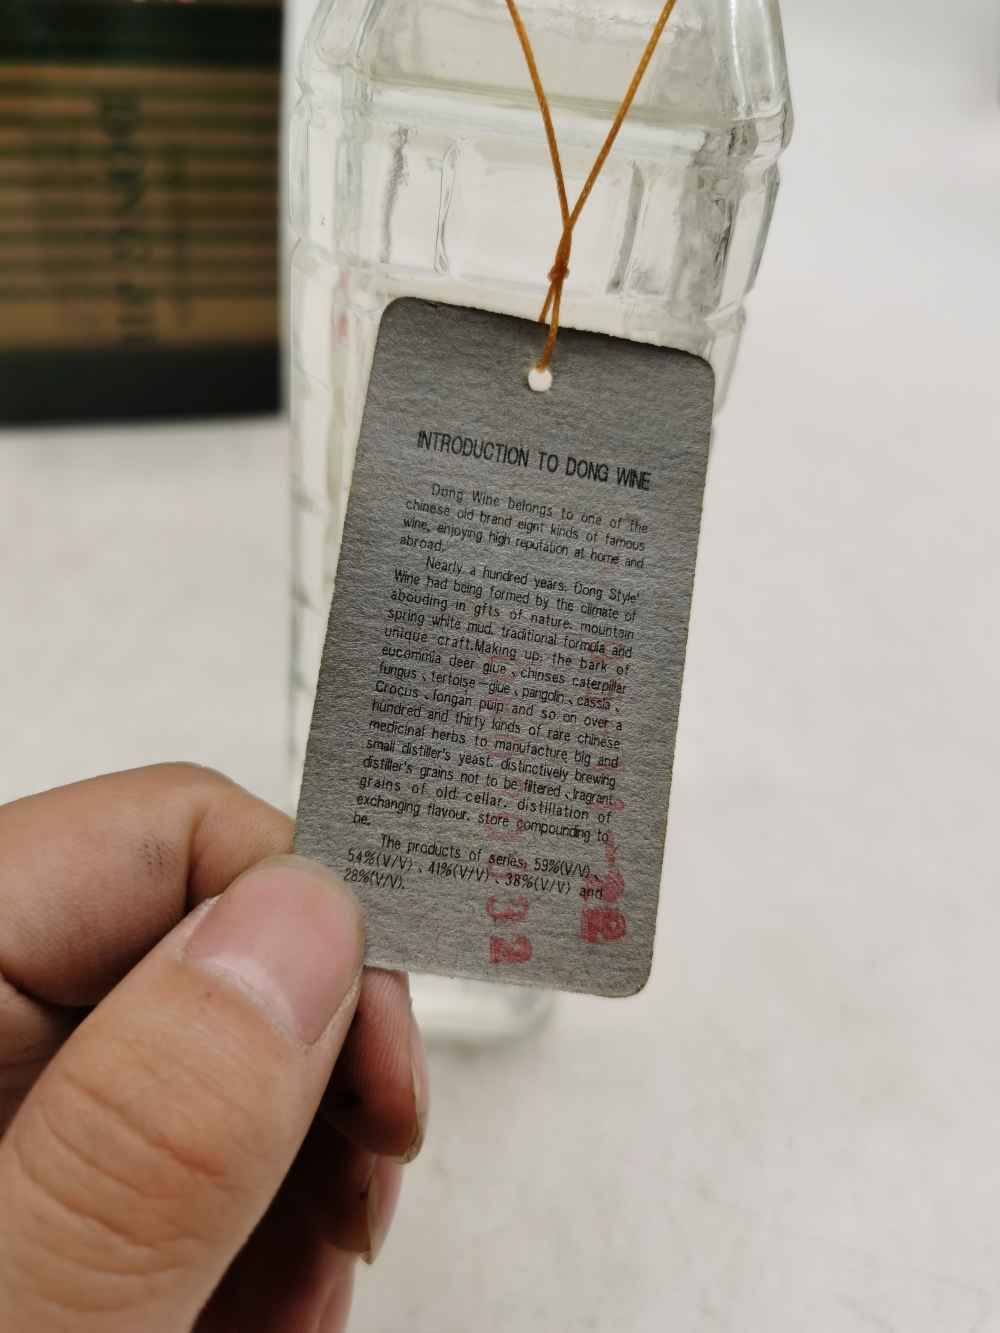 INTRODUCTION TO DONG WINE
Dong Wine belongs to one of the
chinese old brand eignt kinds of famous
wine, enjoying high reputation at home and
abroad.
Nearly a hundred years, Dong Style'
Wine had being formed by the climate of
abouding in gfts of nature, mountain
spring white mud, traditional formula and
unique craft.Making up, the bark of
eucommia deer glue、chinses caterpillar
fungus、tertoise—glue、pangolin、cassia、
Crocus、longan pulp and so on over a
hundred and thirty kinds of rare chinese
medicinal herbs to manufacture big and
small distiller's yeast, distinctively brewing
distiller's grains not to be filtered、fragrant
grains of old cellar, distillation of
exchanging flavour, store compounding to
be.
The products of series: 59%(V/V)、
54%(V/V)、41%(V/V)、38%(V/V) and
28%(V/V).